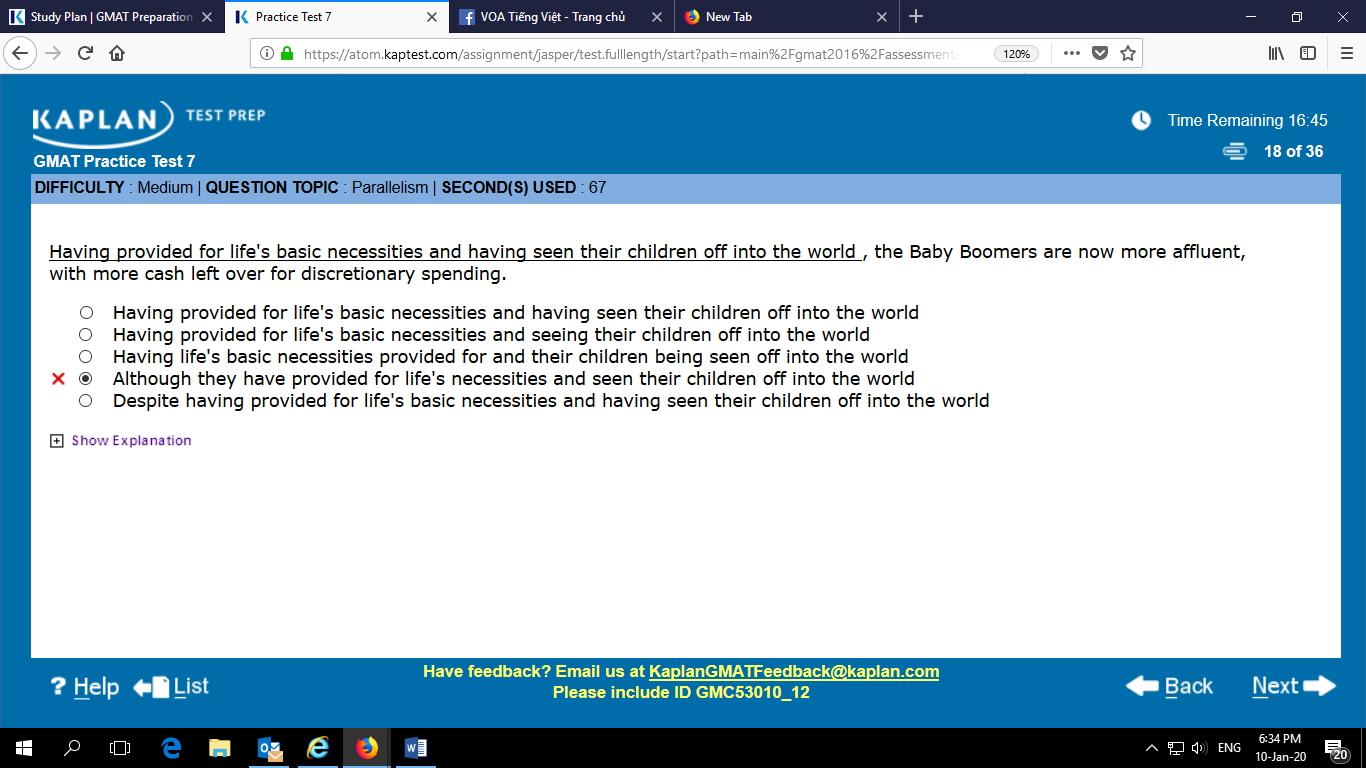 Study Plan | GMAT Preparation
Practice Test 7
VOA Tiếng Việt - Trang chủ
New Tab
https://atom.kaptest.com/assignment/jasper/test.fulllength/start?path=main%2Fgmat2016%2Fassessment
120%
KAPLAN TEST PREP
Time Remaining 16:45
GMAT Practice Test 7
18 of 36
DIFFICULTY : Medium | QUESTION TOPIC : Parallelism | SECOND(S) USED : 67
Having provided for life's basic necessities and having seen their children off into the world , the Baby Boomers are now more affluent,
with more cash left over for discretionary spending.
Having provided for life's basic necessities and having seen their children off into the world
Having provided for life's basic necessities and seeing their children off into the world
Having life's basic necessities provided for and their children being seen off into the world
Although they have provided for life's necessities and seen their children off into the world
Despite having provided for life's basic necessities and having seen their children off into the world
Show Explanation
Have feedback? Email us at KaplanGMATFeedback@kaplan.com
Please include ID GMC53010_12
? Help
List
Back
Next
ENG
6:34 PM
10-Jan-20
20